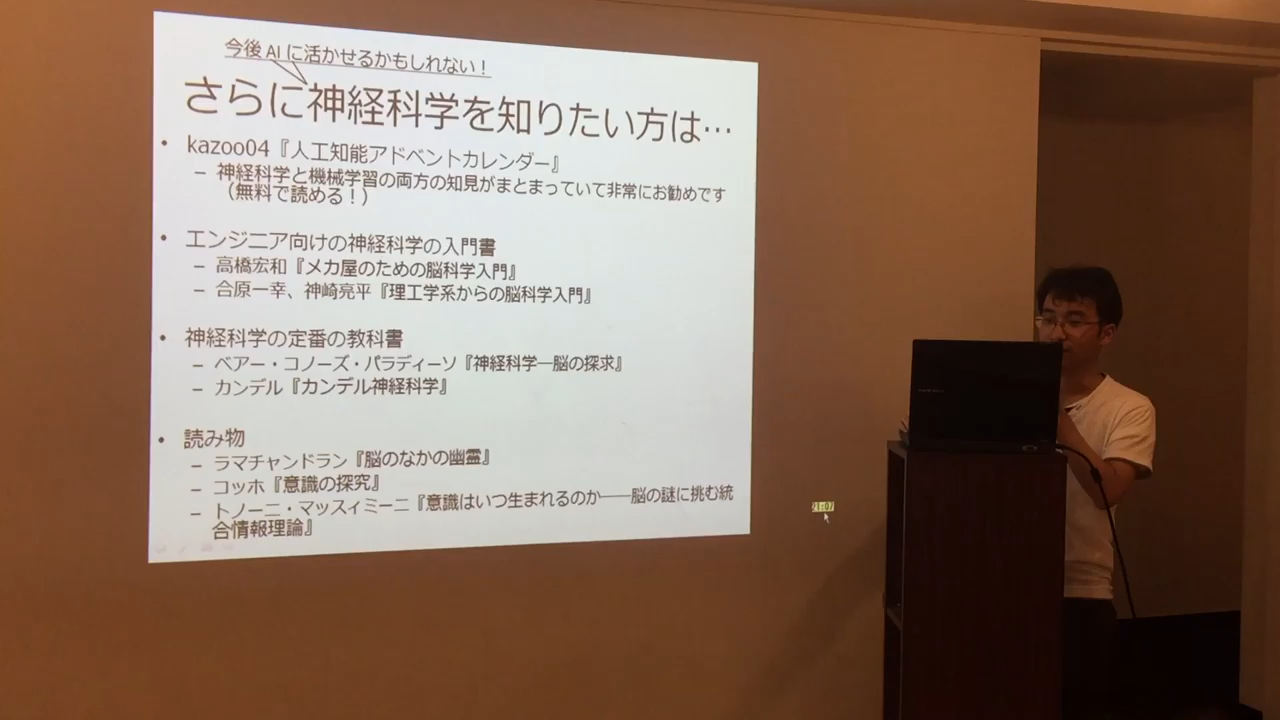 今後 AI に活かせるかもしれない！
さらに神経科学を知りたい方は…
• kazoo04『人工知能アドベントカレンダー』
– 神経科学と機械学習の両方の知見がまとまっていて非常にお勧めです
（無料で読める！）
• エンジニア向けの神経科学の入門書
– 高橋宏和『メカ屋のための脳科学入門』
– 合原一幸、神崎亮平『理工学系からの脳科学入門』
• 神経科学の定番の教科書
– ベアー・コノーズ・パラディーソ『神経科学―脳の探求』
– カンデル『カンデル神経科学』
• 読み物
– ラマチャンドラン『脳のなかの幽霊』
– コッホ『意識の探究』
– トノーニ・マッスィミーニ『意識はいつ生まれるのか――脳の謎に挑む統
合情報理論』
21:07